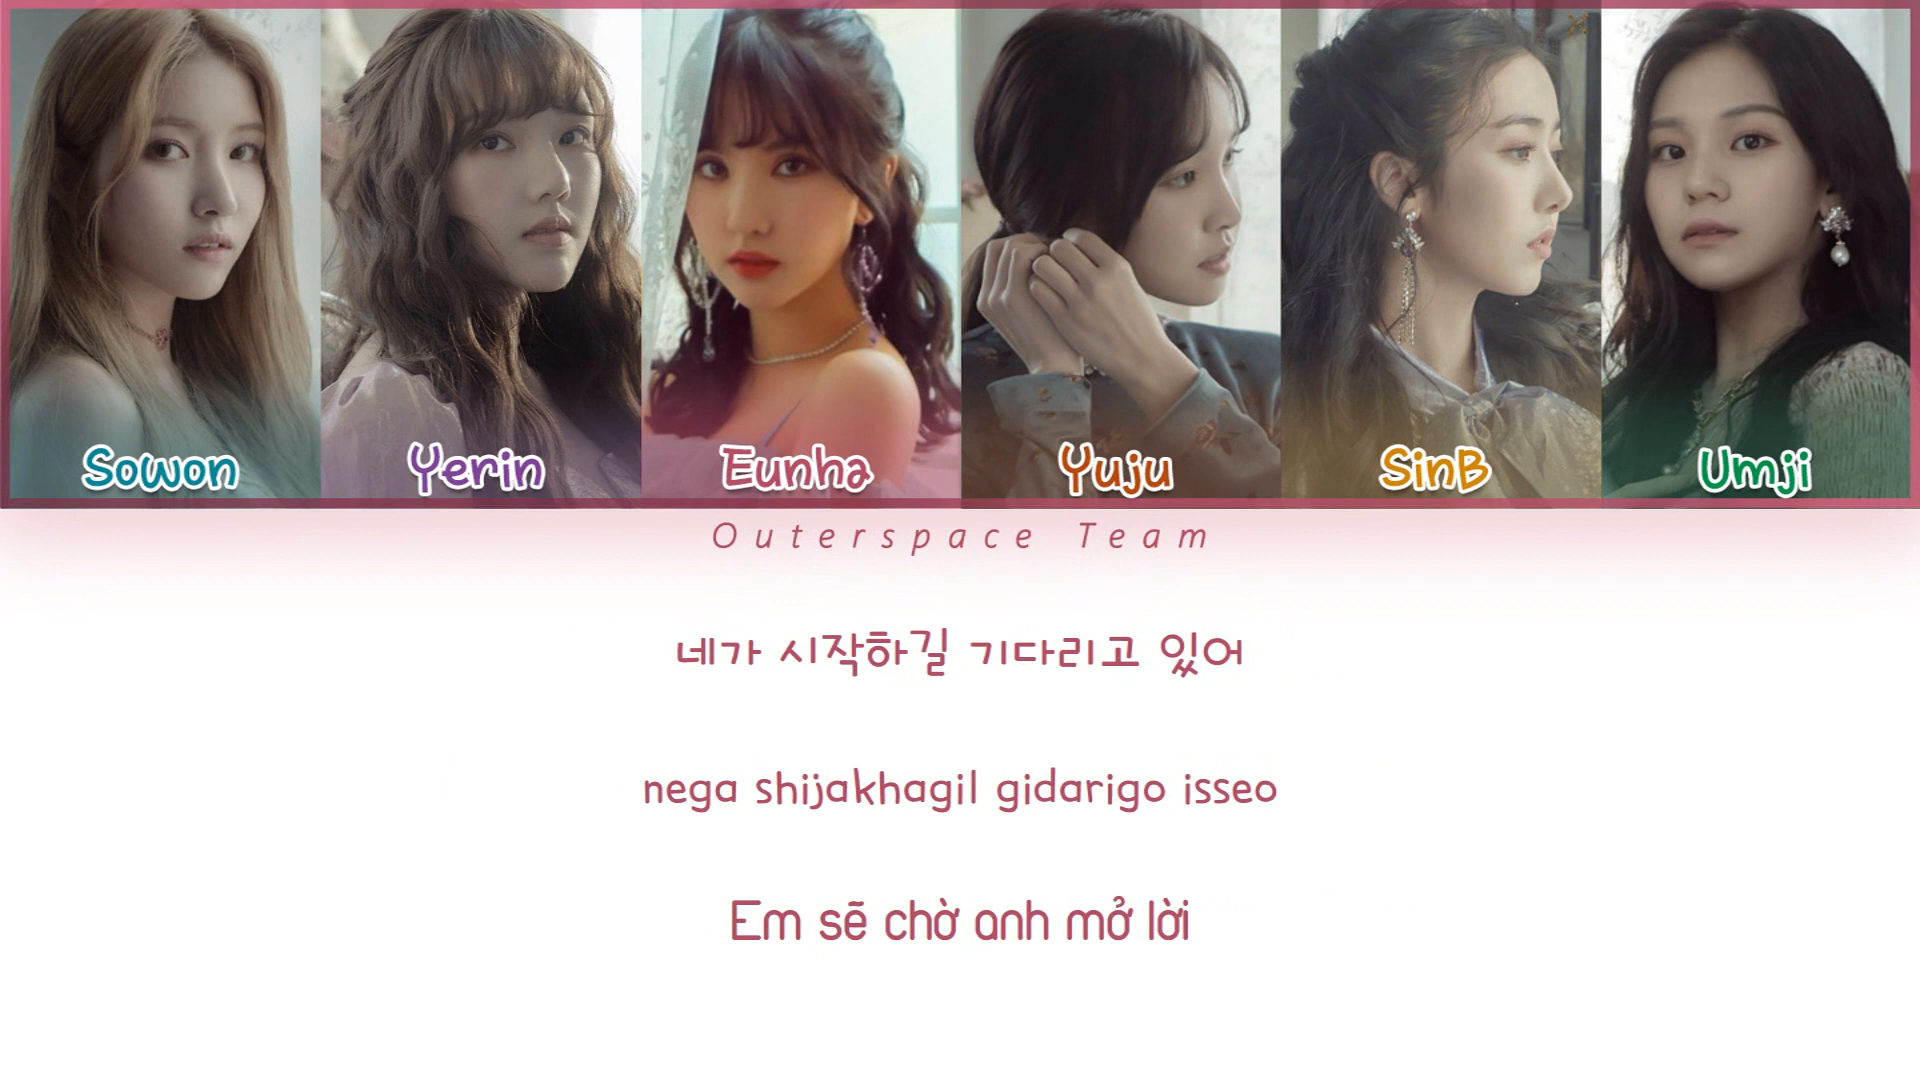 Sowon Yerin Eunha Yuju SinB Umji
Outerspace Team
네가 시작하길 기다리고 있어
nega shijakhagil gidarigo isseo
Em sẽ chờ anh mở lời